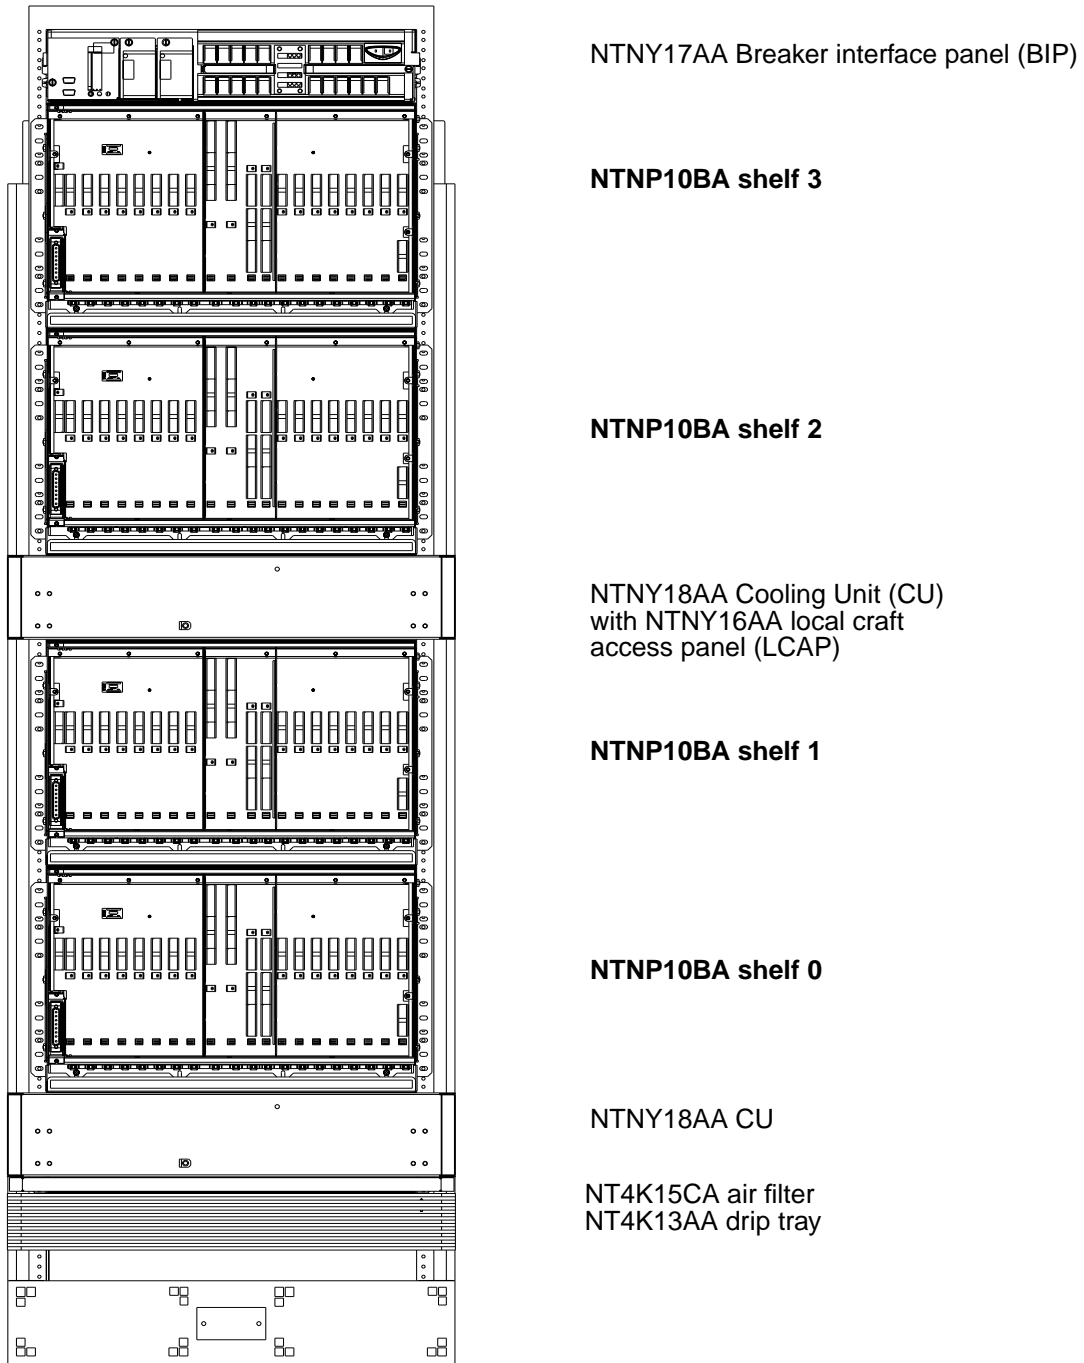 NTNY17AA Breaker interface panel (BIP)
NTNP10BA shelf 3
NTNP10BA shelf 2
NTNY18AA Cooling Unit (CU)
with NTNY16AA local craft
access panel (LCAP)
NTNP10BA shelf 1
NTNP10BA shelf 0
NTNY18AA CU
NT4K15CA air filter
NT4K13AA drip tray